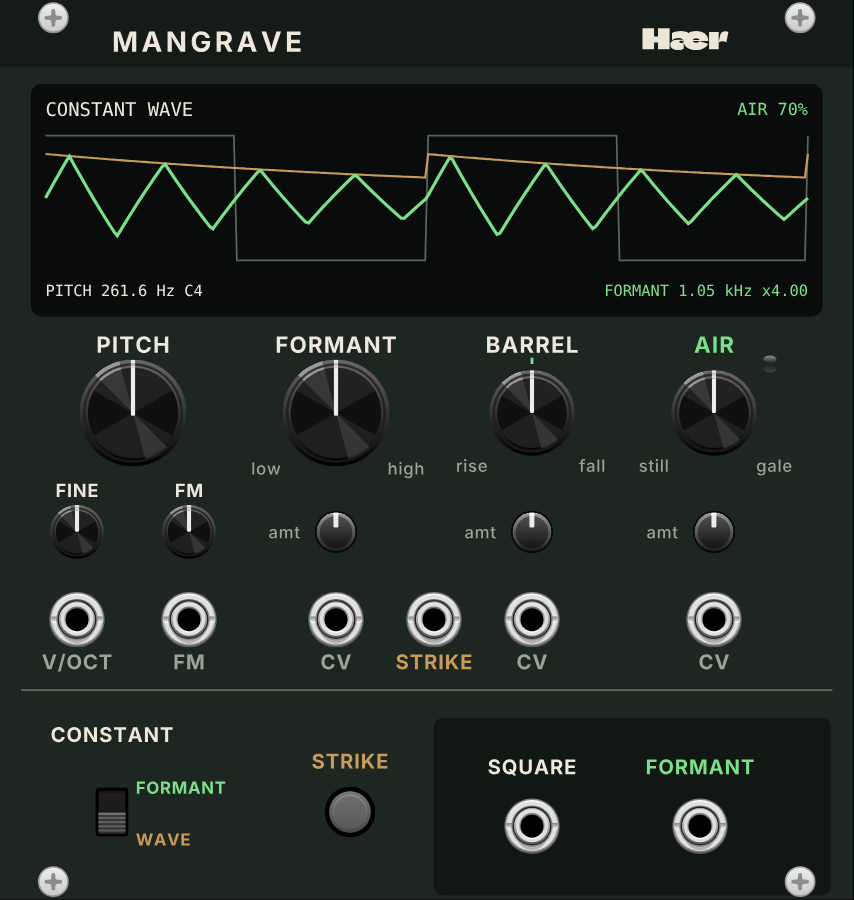 MANGRAVE
Hær
CONSTANT WAVE
AIR 70%
PITCH 261.6 Hz C4
FORMANT 1.05 kHz x4.00
PITCH
FORMANT
BARREL
AIR
low
high
rise
fall
still
gale
FINE
FM
amt
amt
amt
V/OCT
FM
CV
STRIKE
CV
CV
CONSTANT
FORMANT
WAVE
STRIKE
SQUARE
FORMANT